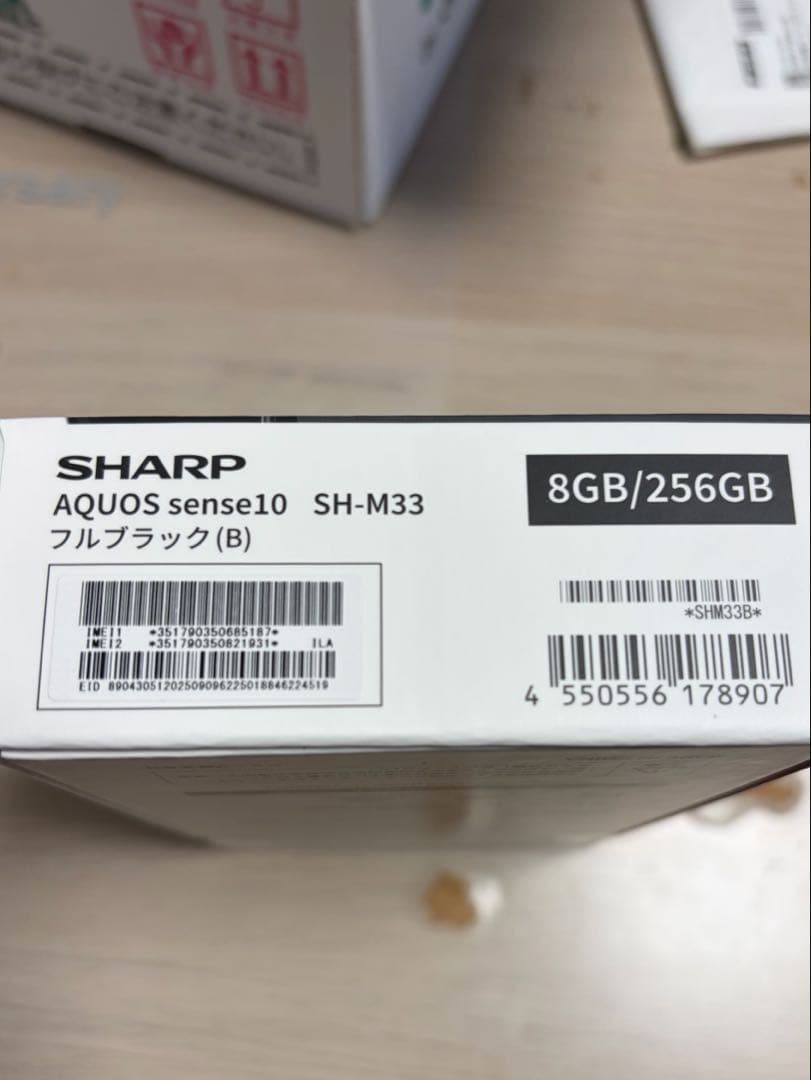 SHARP
AQUOS sense10 SH-M33
フルブラック(B)
8GB/256GB
IMEI1 *351790350685187*
IMEI2 *351790350821931* ILA
EID 89043051202509096225018846224519
*SHM33B*
4 550556 178907